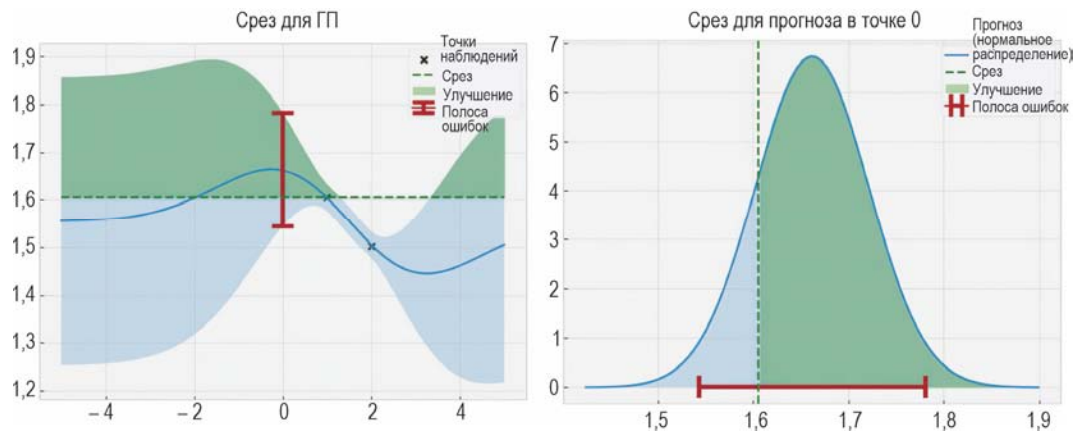 Срез для ГП
1,9
1,8
1,7
1,6
1,5
1,4
1,3
1,2
– 4
– 2
0
2
4
Точки
наблюдений
Срез
Улучшение
Полоса
ошибок
Срез для прогноза в точке 0
7
6
5
4
3
2
1
0
1,5
1,6
1,7
1,8
1,9
Прогноз
(нормальное
распределение)
Срез
Улучшение
Полоса ошибок